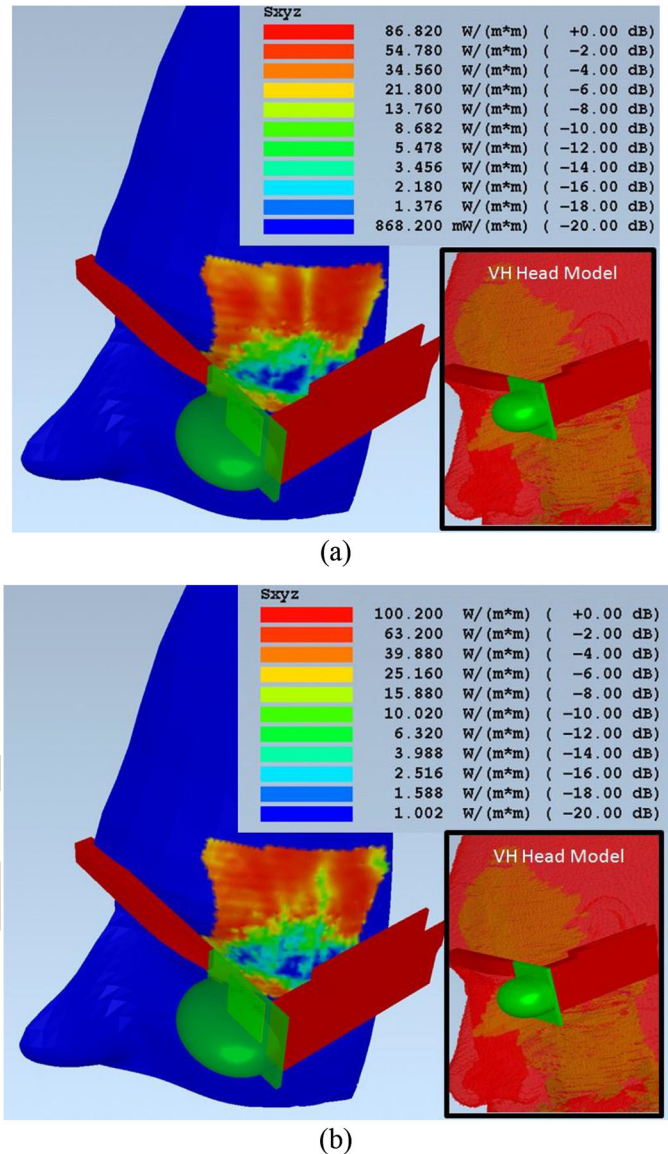 Sxyz
86.820 W/(m*m) ( +0.00 dB)
54.780 W/(m*m) ( -2.00 dB)
34.560 W/(m*m) ( -4.00 dB)
21.800 W/(m*m) ( -6.00 dB)
13.760 W/(m*m) ( -8.00 dB)
8.682 W/(m*m) ( -10.00 dB)
5.478 W/(m*m) ( -12.00 dB)
3.456 W/(m*m) ( -14.00 dB)
2.180 W/(m*m) ( -16.00 dB)
1.376 W/(m*m) ( -18.00 dB)
868.200 mW/(m*m) ( -20.00 dB)
VH Head Model
(a)
Sxyz
100.200 W/(m*m) ( +0.00 dB)
63.200 W/(m*m) ( -2.00 dB)
39.880 W/(m*m) ( -4.00 dB)
25.160 W/(m*m) ( -6.00 dB)
15.880 W/(m*m) ( -8.00 dB)
10.020 W/(m*m) ( -10.00 dB)
6.320 W/(m*m) ( -12.00 dB)
3.988 W/(m*m) ( -14.00 dB)
2.516 W/(m*m) ( -16.00 dB)
1.588 W/(m*m) ( -18.00 dB)
1.002 W/(m*m) ( -20.00 dB)
VH Head Model
(b)